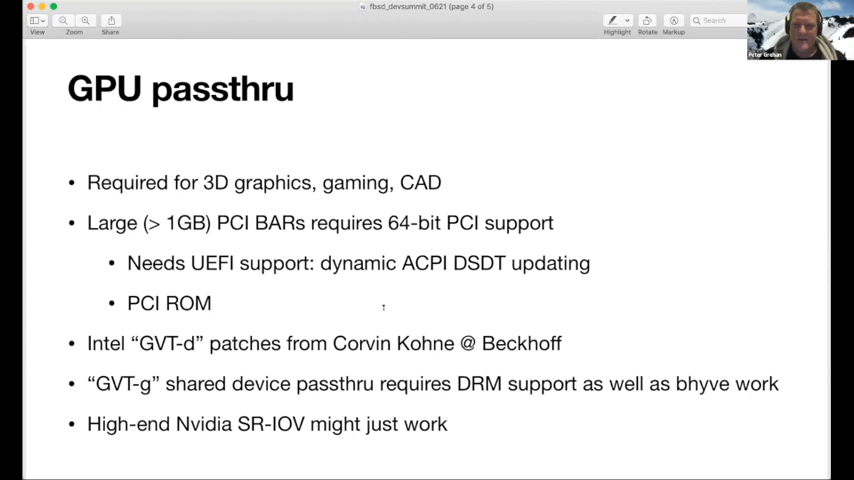 fbsd_devsummit_0621 (page 4 of 5)
View
Zoom
Share
Highlight
Rotate
Markup
Search
Peter Grehan
GPU passthru
• Required for 3D graphics, gaming, CAD
• Large (> 1GB) PCI BARs requires 64-bit PCI support
• Needs UEFI support: dynamic ACPI DSDT updating
• PCI ROM
• Intel “GVT-d” patches from Corvin Kohne @ Beckhoff
• “GVT-g” shared device passthru requires DRM support as well as bhyve work
• High-end Nvidia SR-IOV might just work